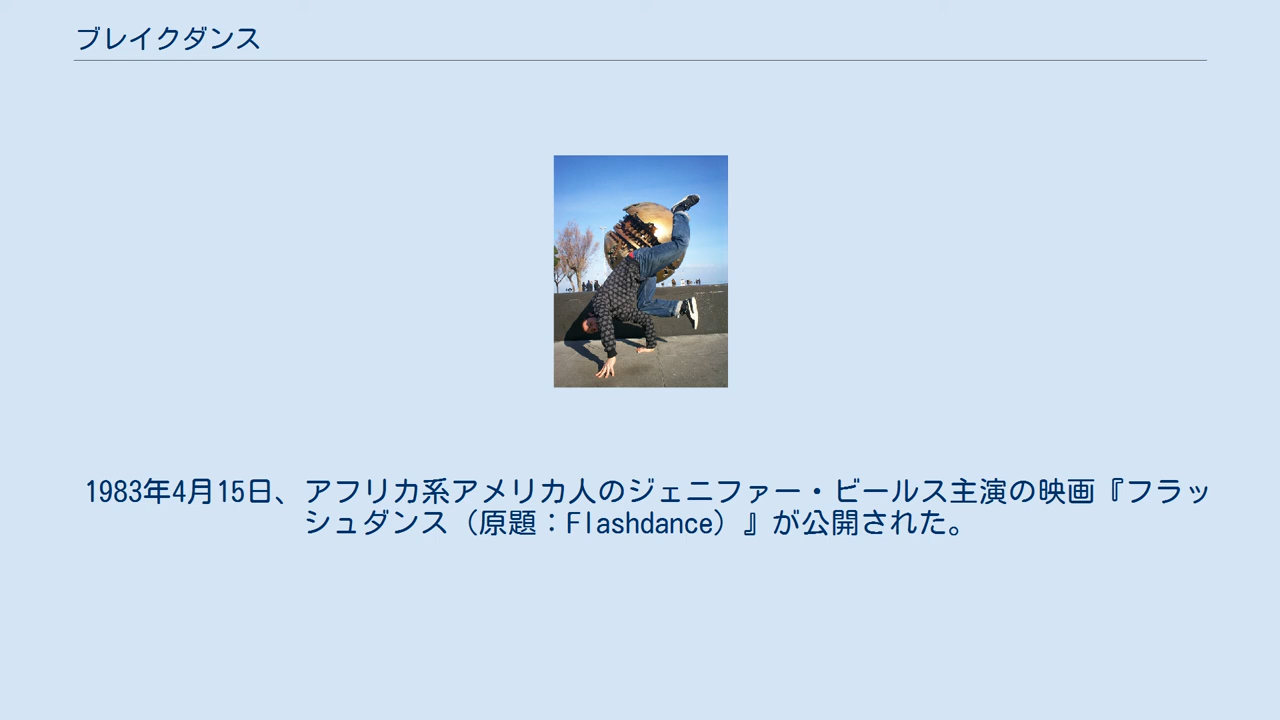 ブレイクダンス
1983年4月15日、アフリカ系アメリカ人のジェニファー・ビールス主演の映画『フラッ
シュダンス（原題：Flashdance）』が公開された。